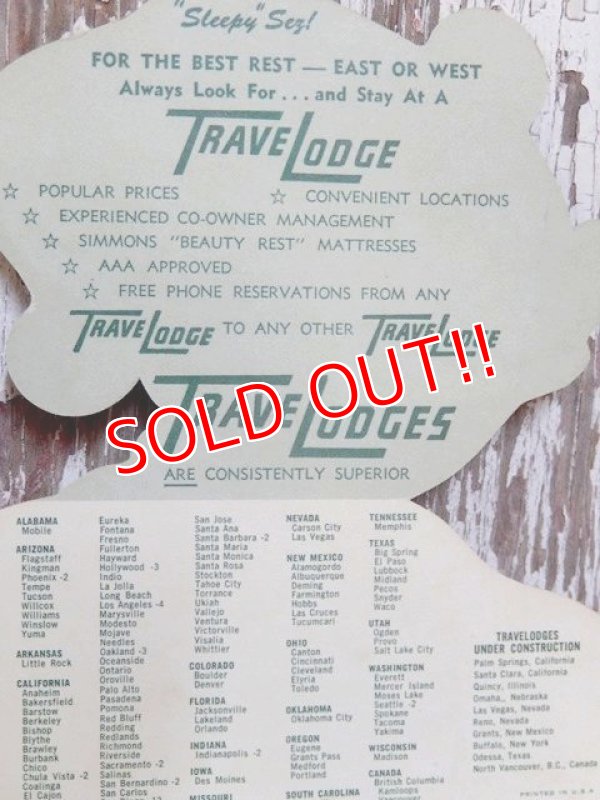 "Sleepy" Sez!
FOR THE BEST REST — EAST OR WEST
Always Look For . . . and Stay At A
TRAVELODGE
☆ POPULAR PRICES ☆ CONVENIENT LOCATIONS
☆ EXPERIENCED CO-OWNER MANAGEMENT
☆ SIMMONS "BEAUTY REST" MATTRESSES
☆ AAA APPROVED
☆ FREE PHONE RESERVATIONS FROM ANY
TRAVELODGE TO ANY OTHER TRAVELODGE
SOLD OUT!!
TRAVELODGES
ARE CONSISTENTLY SUPERIOR
ALABAMA
Mobile
ARIZONA
Flagstaff
Kingman
Phoenix -2
Tempe
Tucson
Willcox
Williams
Winslow
Yuma
ARKANSAS
Little Rock
CALIFORNIA
Anaheim
Bakersfield
Barstow
Berkeley
Bishop
Blythe
Brawley
Burbank
Chico
Chula Vista -2
Coalinga
El Cajon
Eureka
Fontana
Fresno
Fullerton
Hayward
Hollywood -3
Indio
La Jolla
Long Beach
Los Angeles -4
Marysville
Modesto
Mojave
Needles
Oakland -3
Oceanside
Ontario
Oroville
Palo Alto
Pasadena
Pomona
Red Bluff
Redding
Redlands
Richmond
Riverside
Sacramento -2
Salinas
San Bernardino -2
San Carlos
San Jose
Santa Ana
Santa Barbara -2
Santa Maria
Santa Monica
Santa Rosa
Stockton
Tahoe City
Torrance
Ukiah
Vallejo
Ventura
Victorville
Visalia
Whittier
COLORADO
Boulder
Denver
FLORIDA
Jacksonville
Lakeland
Orlando
INDIANA
Indianapolis -2
IOWA
Des Moines
MISSOURI
NEVADA
Carson City
Las Vegas
NEW MEXICO
Alamogordo
Albuquerque
Deming
Farmington
Hobbs
Las Cruces
Tucumcari
OHIO
Canton
Cincinnati
Cleveland
Elyria
Toledo
OKLAHOMA
Oklahoma City
OREGON
Eugene
Grants Pass
Medford
Portland
SOUTH CAROLINA
TENNESSEE
Memphis
TEXAS
Big Spring
El Paso
Lubbock
Midland
Pecos
Snyder
Waco
UTAH
Ogden
Provo
Salt Lake City
WASHINGTON
Everett
Mercer Island
Moses Lake
Seattle -2
Spokane
Tacoma
Yakima
WISCONSIN
Madison
CANADA
British Columbia
Kamloops
Vancouver
TRAVELODGES
UNDER CONSTRUCTION
Palm Springs, California
Santa Clara, California
Quincy, Illinois
Omaha, Nebraska
Las Vegas, Nevada
Reno, Nevada
Grants, New Mexico
Buffalo, New York
Odessa, Texas
North Vancouver, B.C., Canada
PRINTED IN U.S.A.